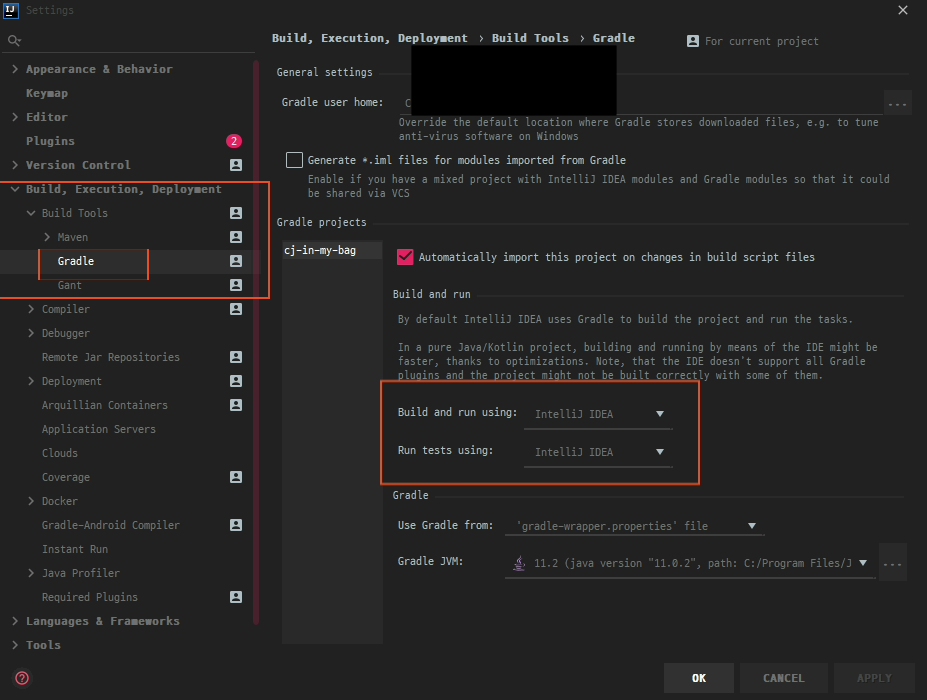 IJ
Settings
Appearance & Behavior
Keymap
Editor
Plugins
2
Version Control
Build, Execution, Deployment
Build Tools
Maven
Gradle
Gant
Compiler
Debugger
Remote Jar Repositories
Deployment
Arquillian Containers
Application Servers
Clouds
Coverage
Docker
Gradle-Android Compiler
Instant Run
Java Profiler
Required Plugins
Languages & Frameworks
Tools
?
Build, Execution, Deployment › Build Tools › Gradle
For current project
General settings
Gradle user home: C
...
Override the default location where Gradle stores downloaded files, e.g. to tune
anti-virus software on Windows
Generate *.iml files for modules imported from Gradle
Enable if you have a mixed project with IntelliJ IDEA modules and Gradle modules so that it could
be shared via VCS
Gradle projects
cj-in-my-bag
Automatically import this project on changes in build script files
Build and run
By default IntelliJ IDEA uses Gradle to build the project and run the tasks.
In a pure Java/Kotlin project, building and running by means of the IDE might be
faster, thanks to optimizations. Note, that the IDE doesn't support all Gradle
plugins and the project might not be built correctly with some of them.
Build and run using: IntelliJ IDEA
Run tests using: IntelliJ IDEA
Gradle
Use Gradle from: 'gradle-wrapper.properties' file
Gradle JVM: 11.2 (java version "11.0.2", path: C:/Program Files/J
...
OK
CANCEL
APPLY